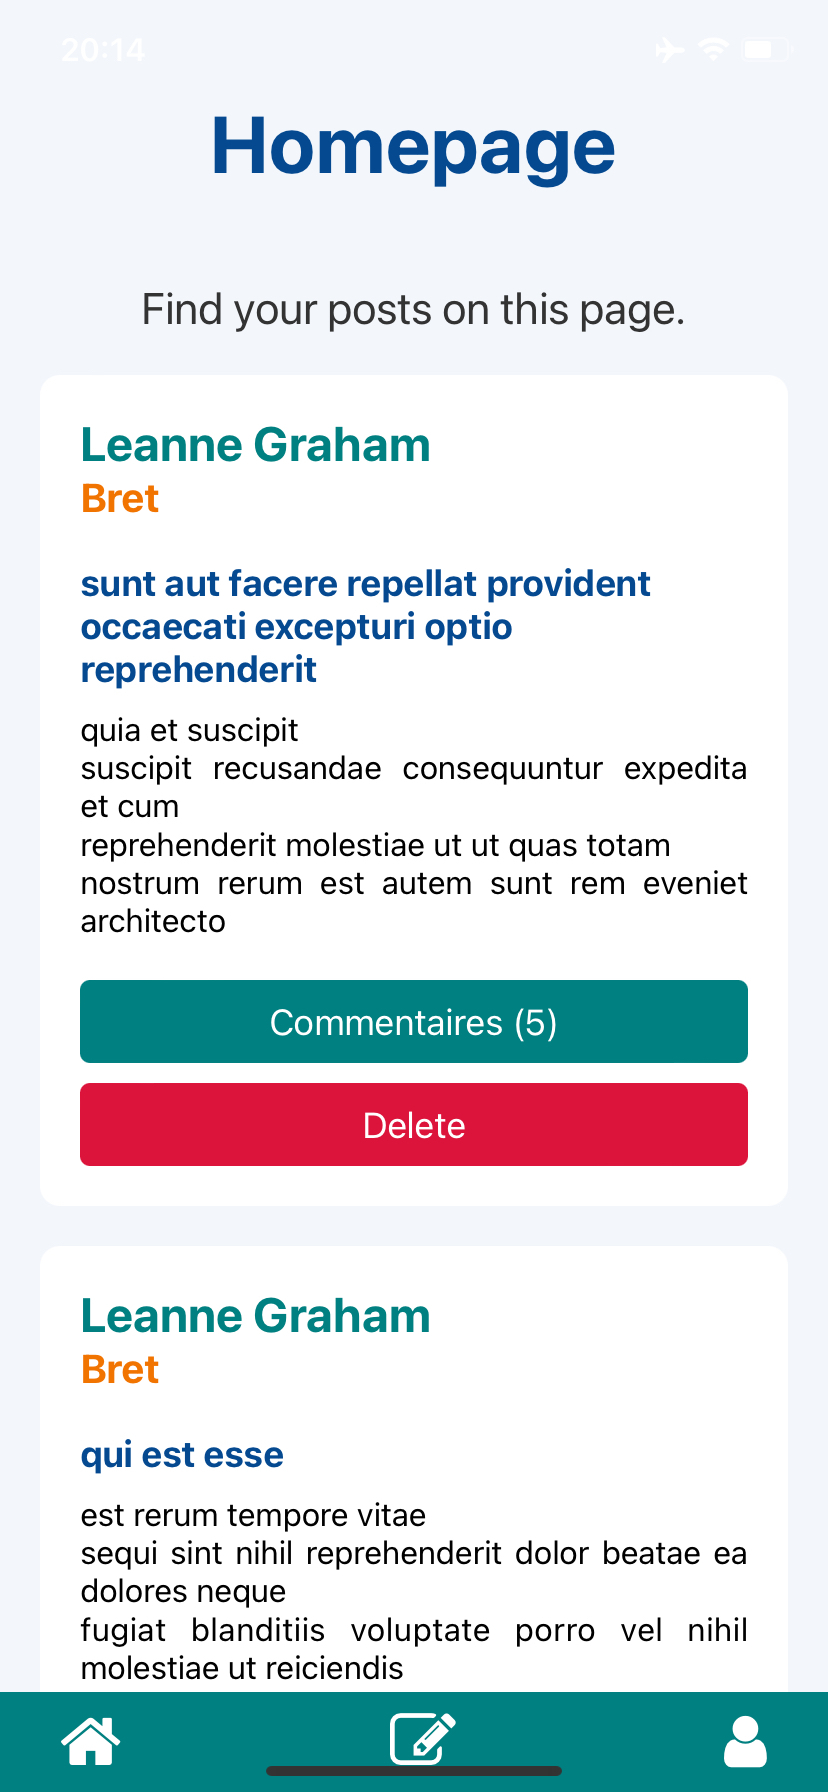 20:14
Homepage
Find your posts on this page.
Leanne Graham
Bret
sunt aut facere repellat provident
occaecati excepturi optio
reprehenderit
quia et suscipit
suscipit recusandae consequuntur expedita
et cum
reprehenderit molestiae ut ut quas totam
nostrum rerum est autem sunt rem eveniet
architecto
Commentaires (5)
Delete
Leanne Graham
Bret
qui est esse
est rerum tempore vitae
sequi sint nihil reprehenderit dolor beatae ea
dolores neque
fugiat blanditiis voluptate porro vel nihil
molestiae ut reiciendis